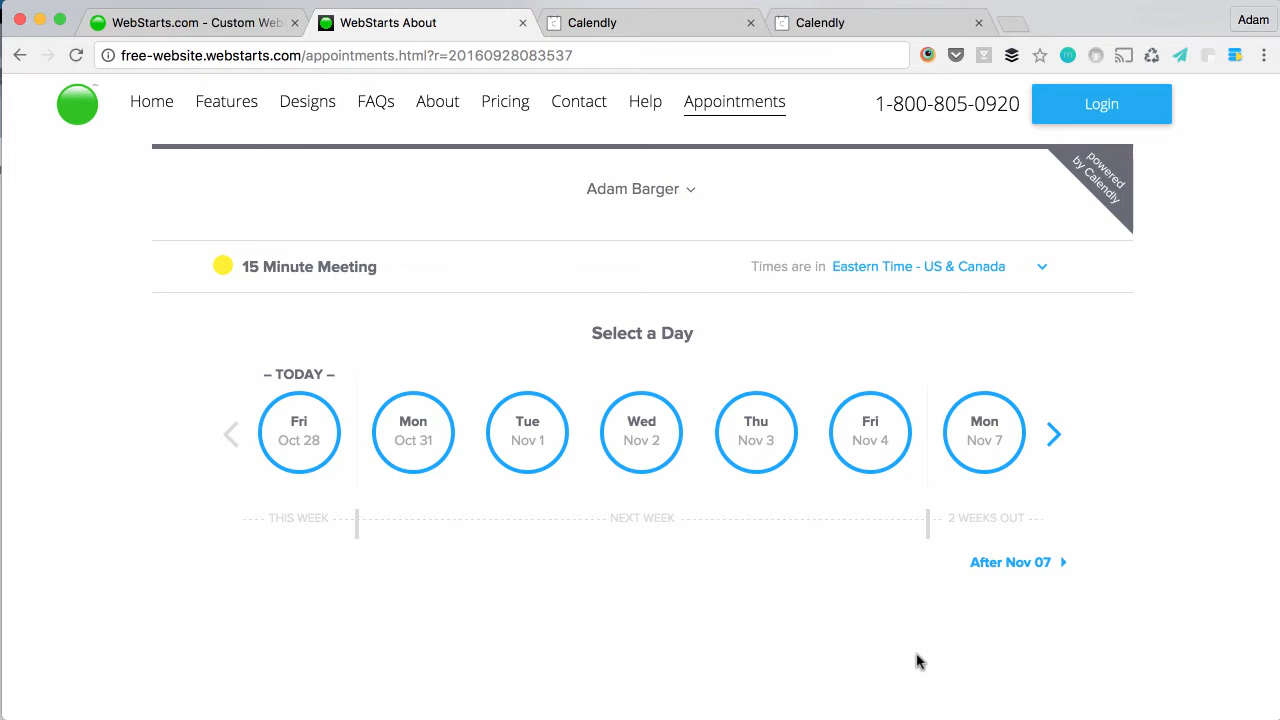 WebStarts.com - Custom Web
WebStarts About
Calendly
Calendly
Adam
free-website.webstarts.com/appointments.html?r=20160928083537
Home Features Designs FAQs About Pricing Contact Help Appointments
1-800-805-0920
Login
powered
by Calendly
Adam Barger
15 Minute Meeting
Times are in Eastern Time - US & Canada
Select a Day
– TODAY –
Fri
Oct 28
Mon
Oct 31
Tue
Nov 1
Wed
Nov 2
Thu
Nov 3
Fri
Nov 4
Mon
Nov 7
THIS WEEK
NEXT WEEK
2 WEEKS OUT
After Nov 07